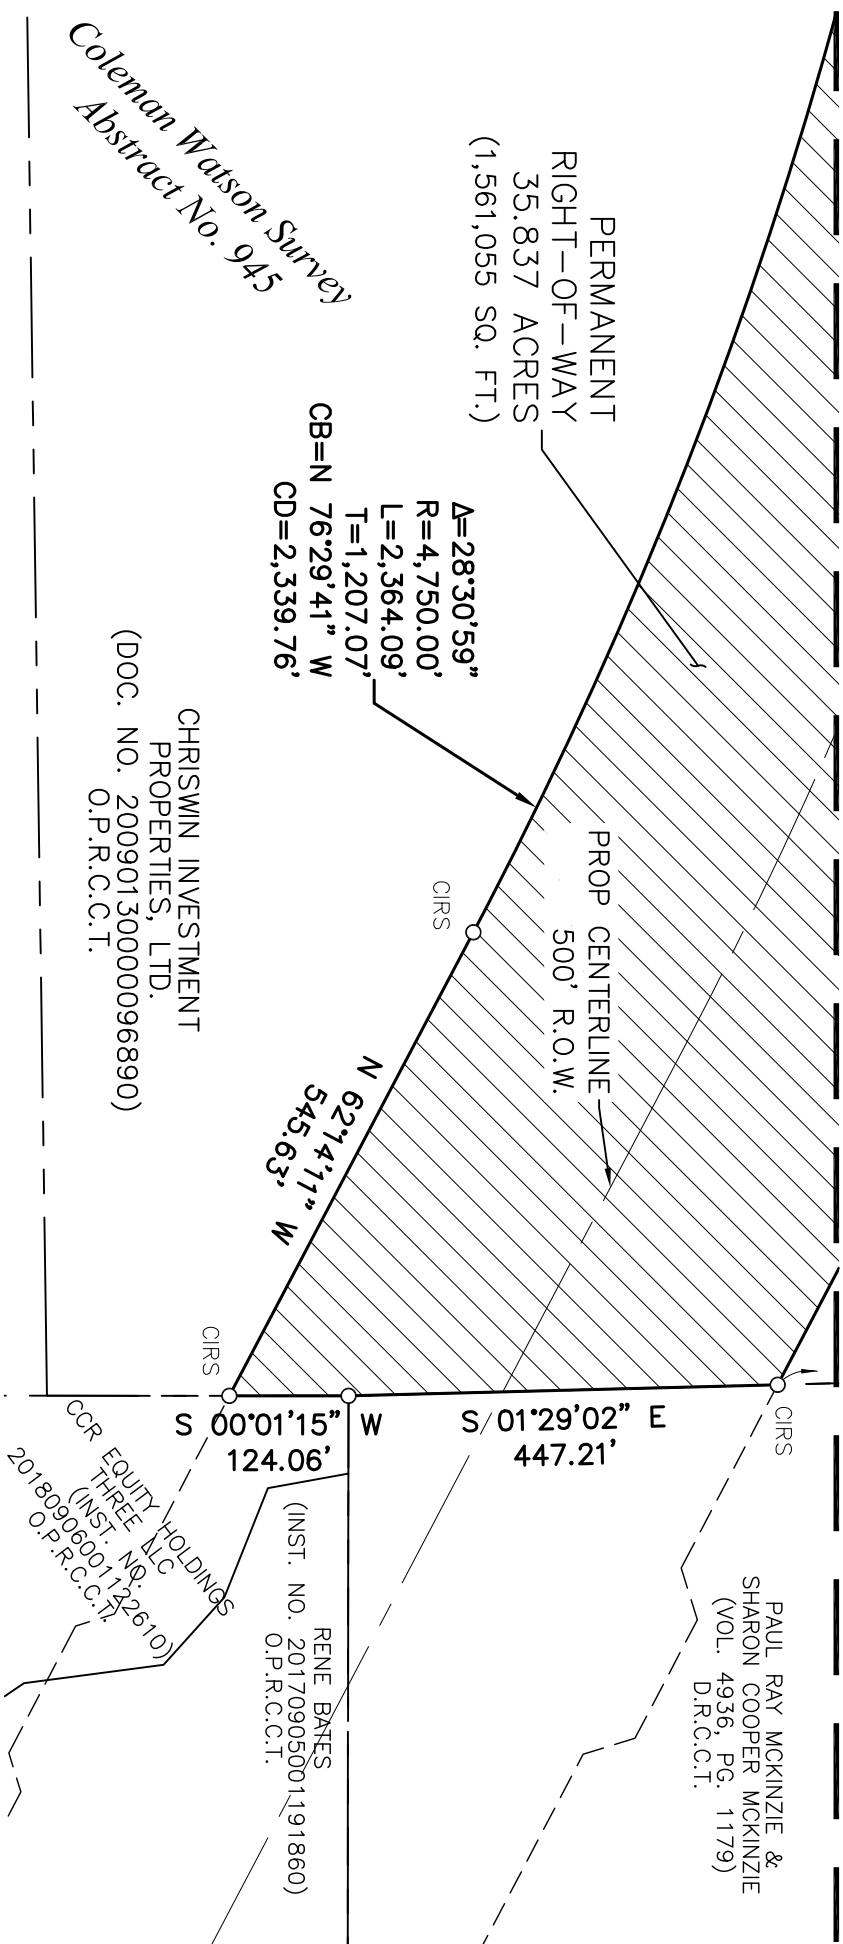 Coleman Watson Survey
Abstract No. 945
PERMANENT
RIGHT-OF-WAY
35.837 ACRES
(1,561,055 SQ. FT.)
Δ=28°30'59"
R=4,750.00'
L=2,364.09'
T=1,207.07'
CB=N 76°29'41" W
CD=2,339.76'
CHRISWIN INVESTMENT
PROPERTIES, LTD.
(DOC. NO. 20090130000096890)
O.P.R.C.C.T.
PROP CENTERLINE
500' R.O.W.
CIRS
N 62°14'11" W
545.63'
CIRS
S 00°01'15" W
124.06'
S 01°29'02" E
447.21'
CIRS
CCR EQUITY HOLDINGS
THREE LLC
(INST. NO.
20180906001122610)
O.P.R.C.C.T.
RENE BATES
(INST. NO. 20170905001191860)
O.P.R.C.C.T.
PAUL RAY MCKINZIE &
SHARON COOPER MCKINZIE
(VOL. 4936, PG. 1179)
D.R.C.C.T.